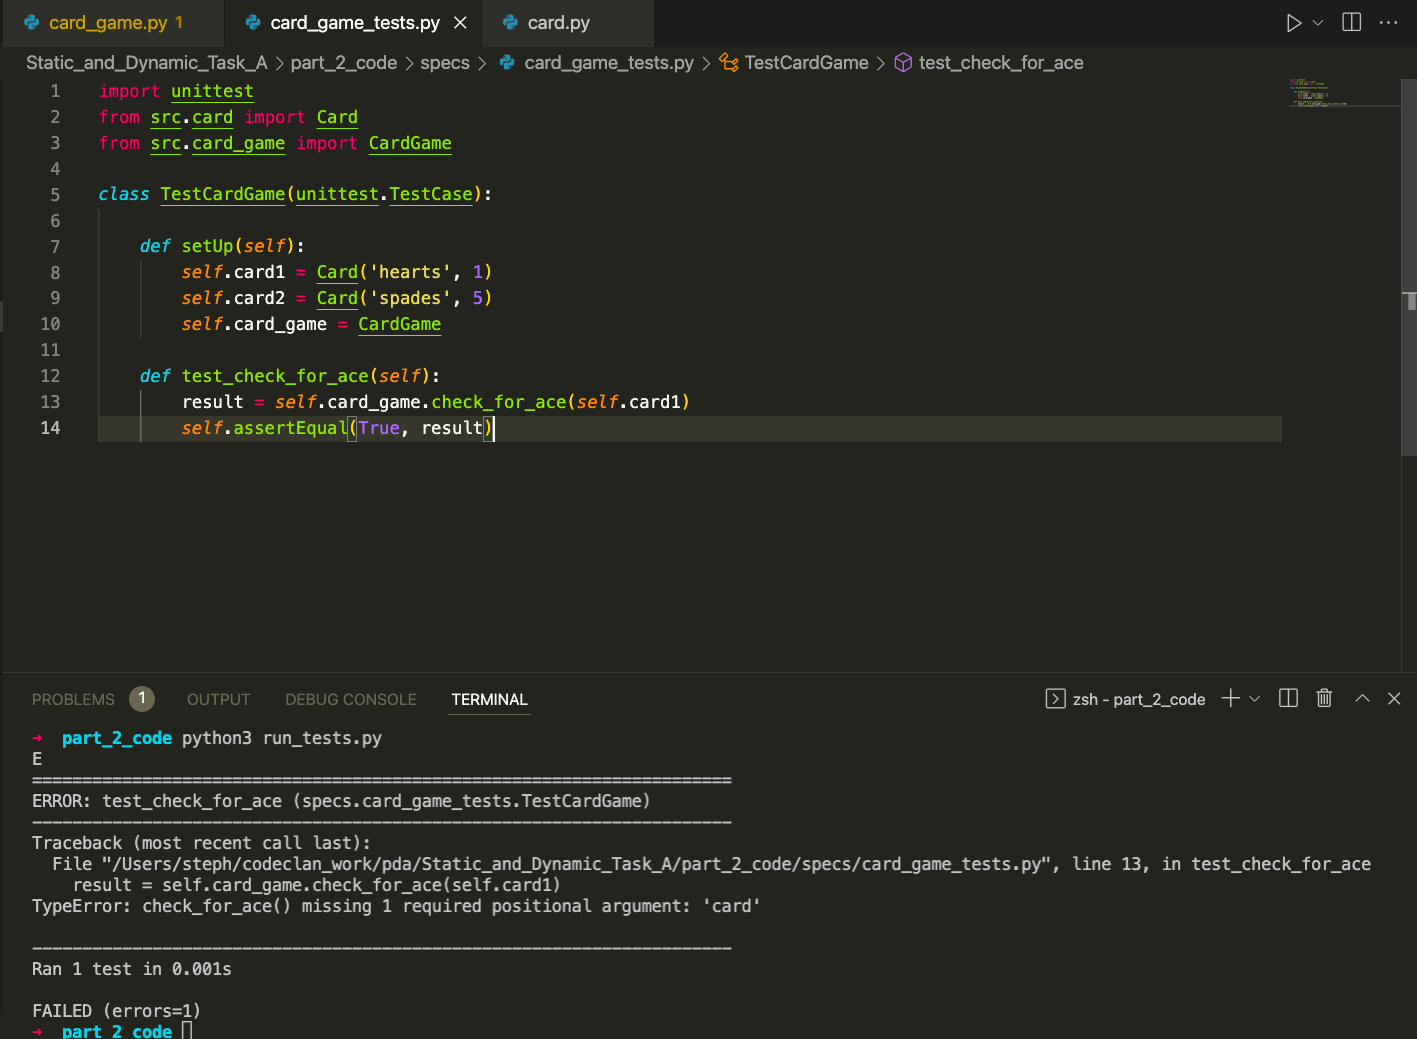 card_game.py 1 card_game_tests.py card.py
Static_and_Dynamic_Task_A part_2_code specs card_game_tests.py TestCardGame test_check_for_ace
1 import unittest
2 from src.card import Card
3 from src.card_game import CardGame
4
5 class TestCardGame(unittest.TestCase):
6
7 def setUp(self):
8 self.card1 = Card('hearts', 1)
9 self.card2 = Card('spades', 5)
10 self.card_game = CardGame
11
12 def test_check_for_ace(self):
13 result = self.card_game.check_for_ace(self.card1)
14 self.assertEqual(True, result)
PROBLEMS 1 OUTPUT DEBUG CONSOLE TERMINAL zsh - part_2_code
→ part_2_code python3 run_tests.py
E
======================================================================
ERROR: test_check_for_ace (specs.card_game_tests.TestCardGame)
----------------------------------------------------------------------
Traceback (most recent call last):
File "/Users/steph/codeclan_work/pda/Static_and_Dynamic_Task_A/part_2_code/specs/card_game_tests.py", line 13, in test_check_for_ace
result = self.card_game.check_for_ace(self.card1)
TypeError: check_for_ace() missing 1 required positional argument: 'card'
----------------------------------------------------------------------
Ran 1 test in 0.001s
FAILED (errors=1)
→ part_2_code